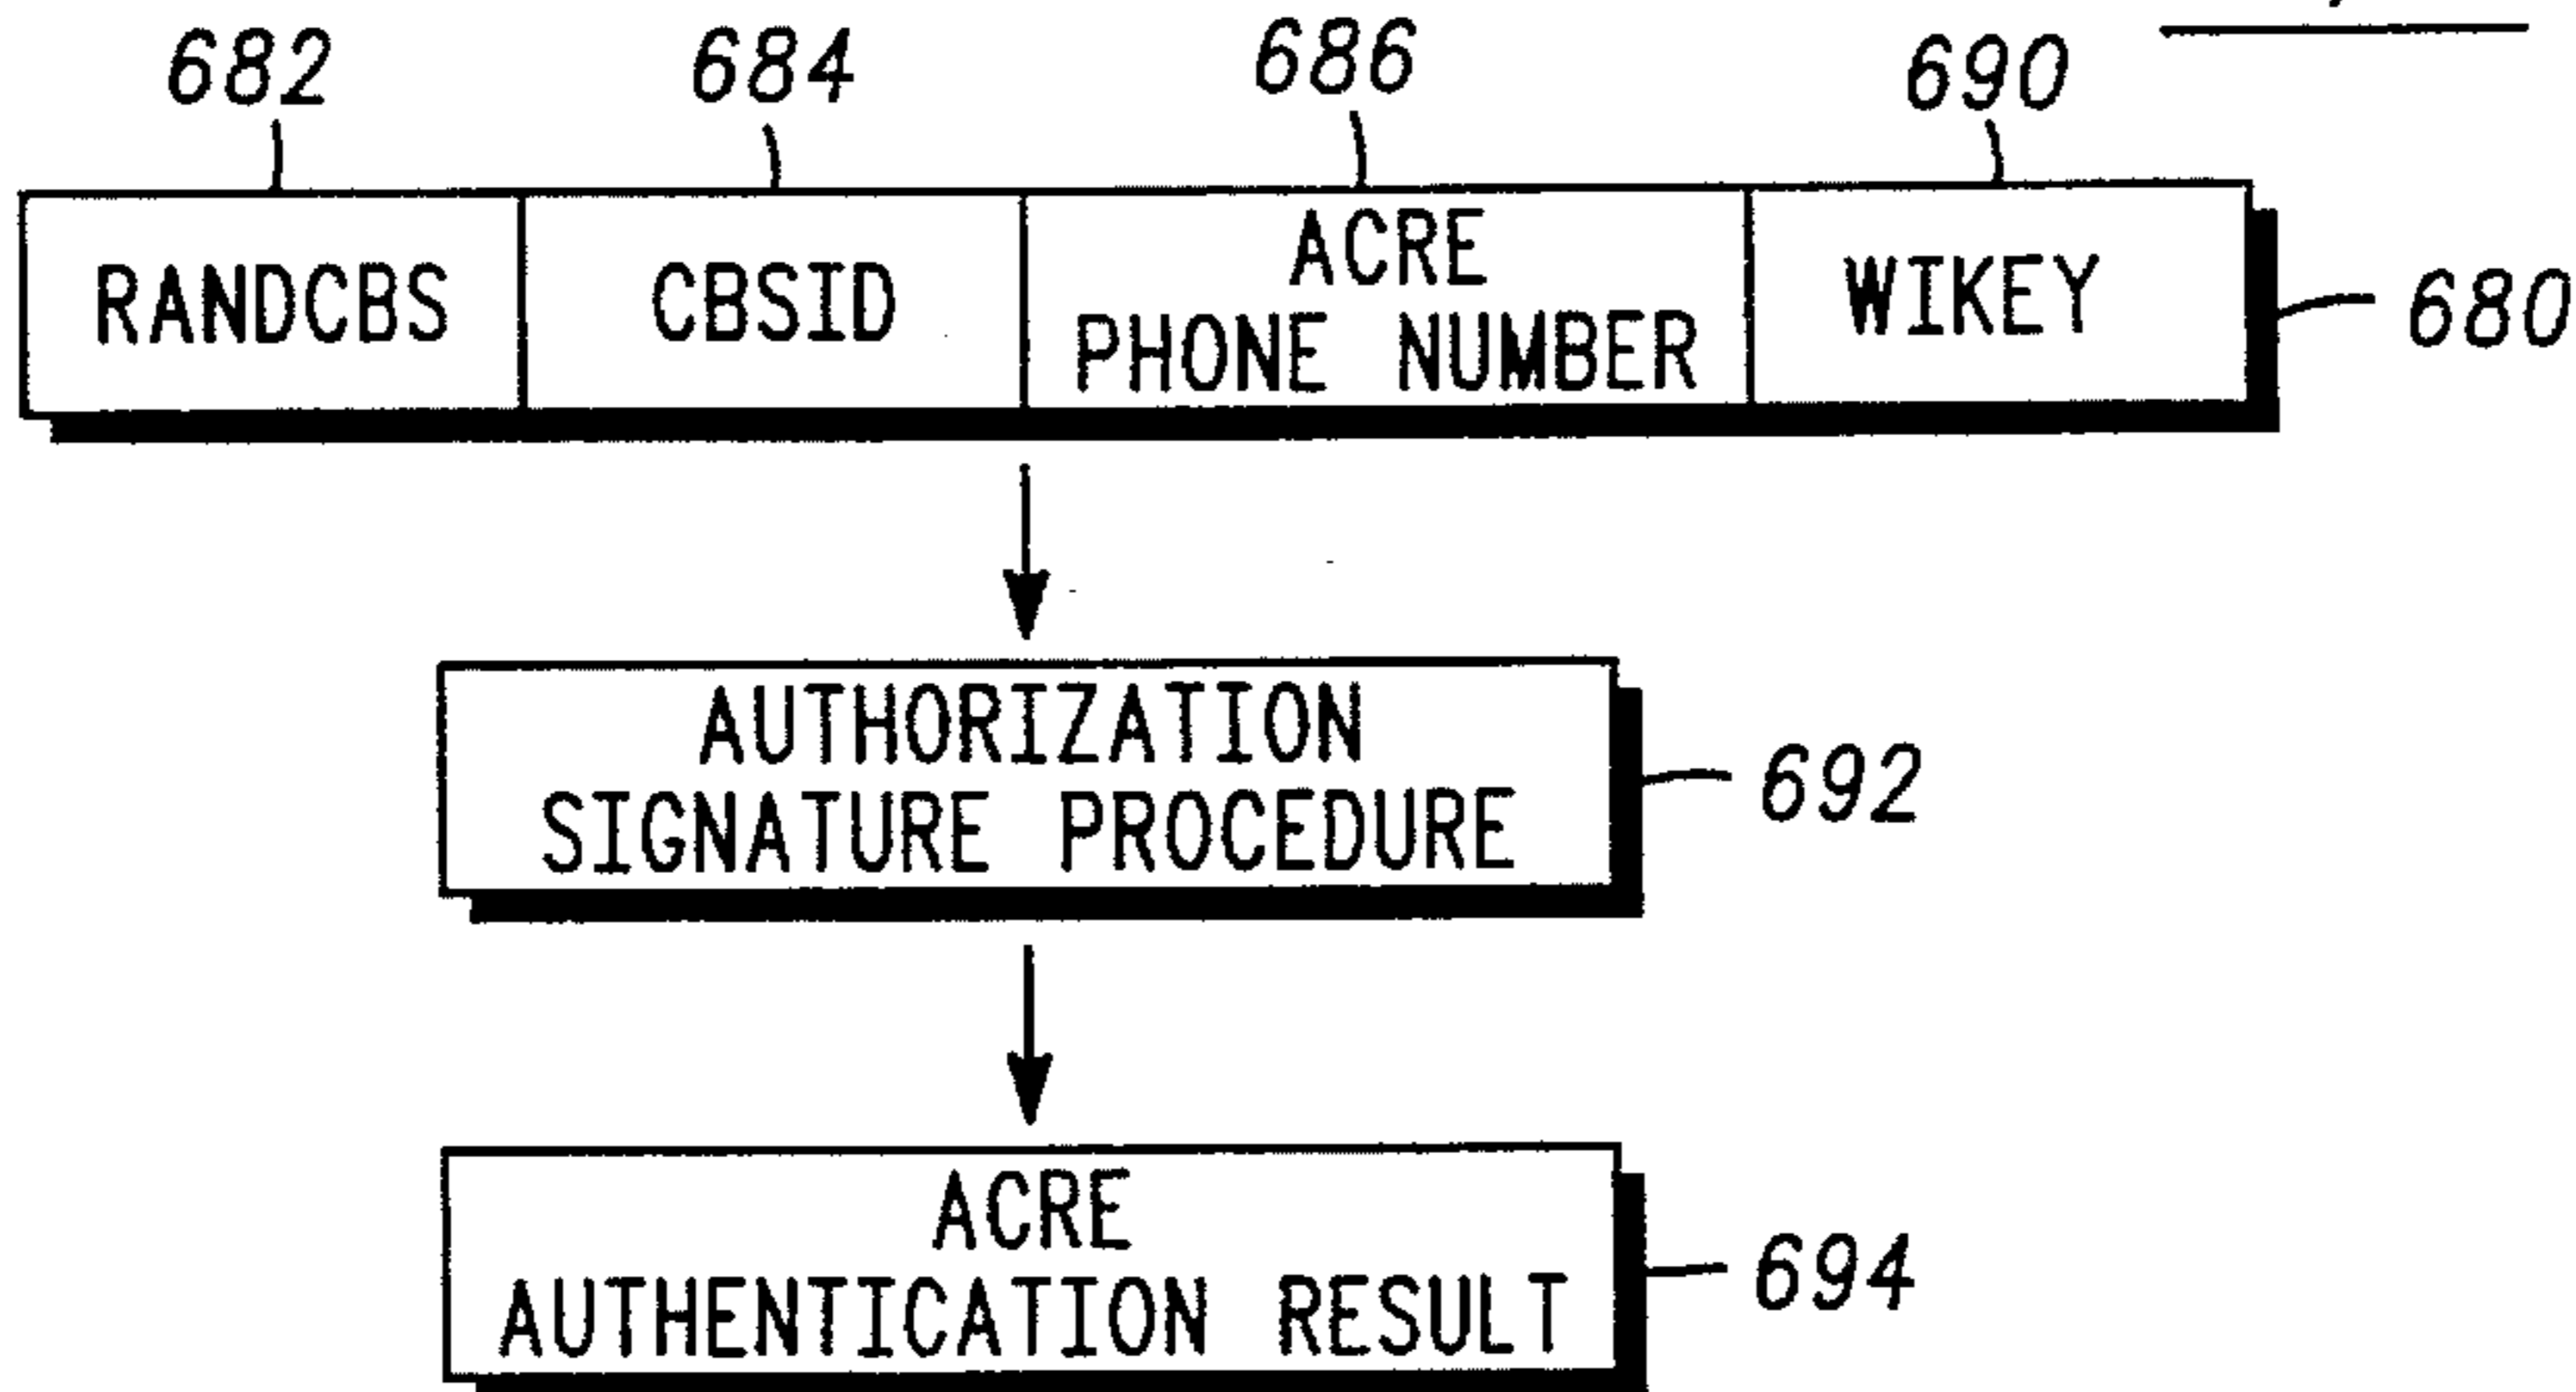 682 684 686 690
RANDCBS CBSID ACRE PHONE NUMBER WIKEY 680
AUTHORIZATION
SIGNATURE PROCEDURE 692
ACRE
AUTHENTICATION RESULT 694